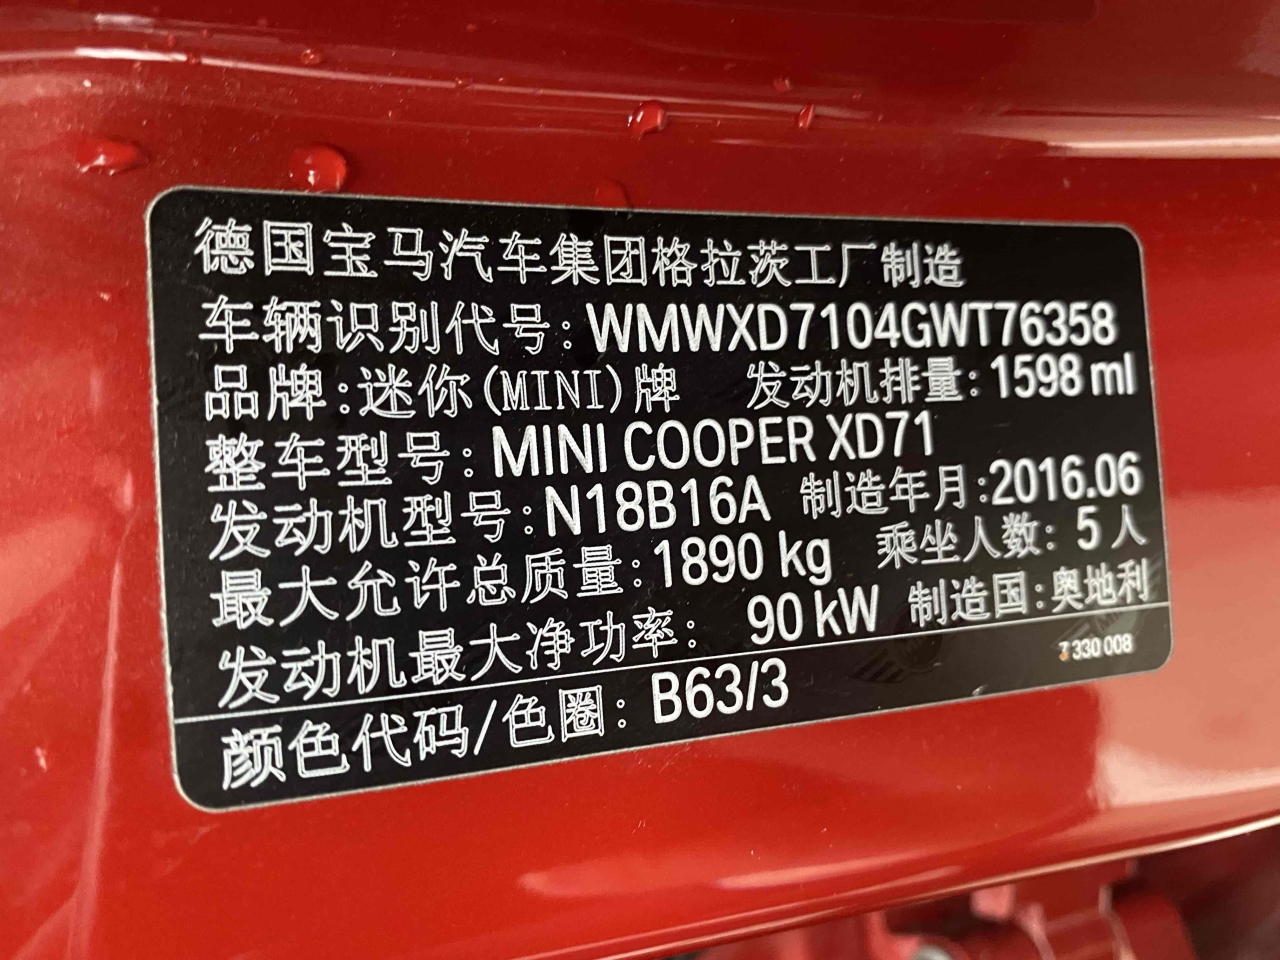 德国宝马汽车集团格拉茨工厂制造
车辆识别代号: WMWXD7104GWT76358
品牌:迷你(MINI)牌 发动机排量: 1598 ml
整车型号: MINI COOPER XD71
发动机型号: N18B16A 制造年月:2016.06
最大允许总质量: 1890 kg 乘坐人数: 5 人
发动机最大净功率: 90 kW 制造国:奥地利
7 330 008
颜色代码/色圈: B63/3